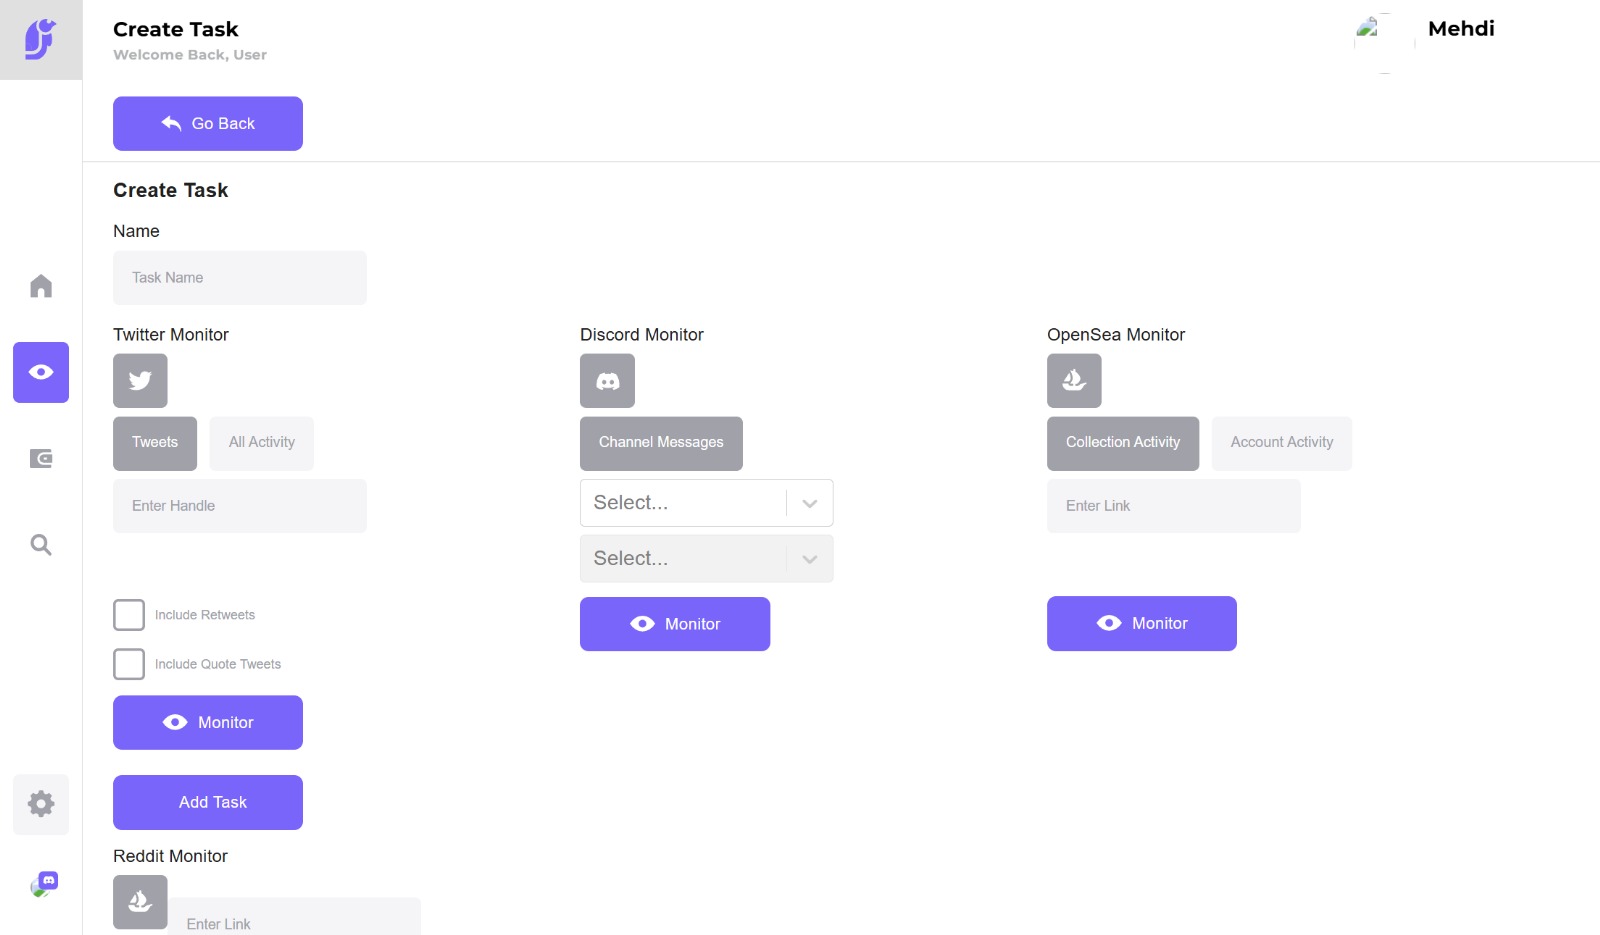 Create Task
Welcome Back, User
Mehdi
Go Back
Create Task
Name
Task Name
Twitter Monitor
Tweets
All Activity
Enter Handle
Include Retweets
Include Quote Tweets
Monitor
Discord Monitor
Channel Messages
Select...
Select...
Monitor
OpenSea Monitor
Collection Activity
Account Activity
Enter Link
Monitor
Add Task
Reddit Monitor
Enter Link